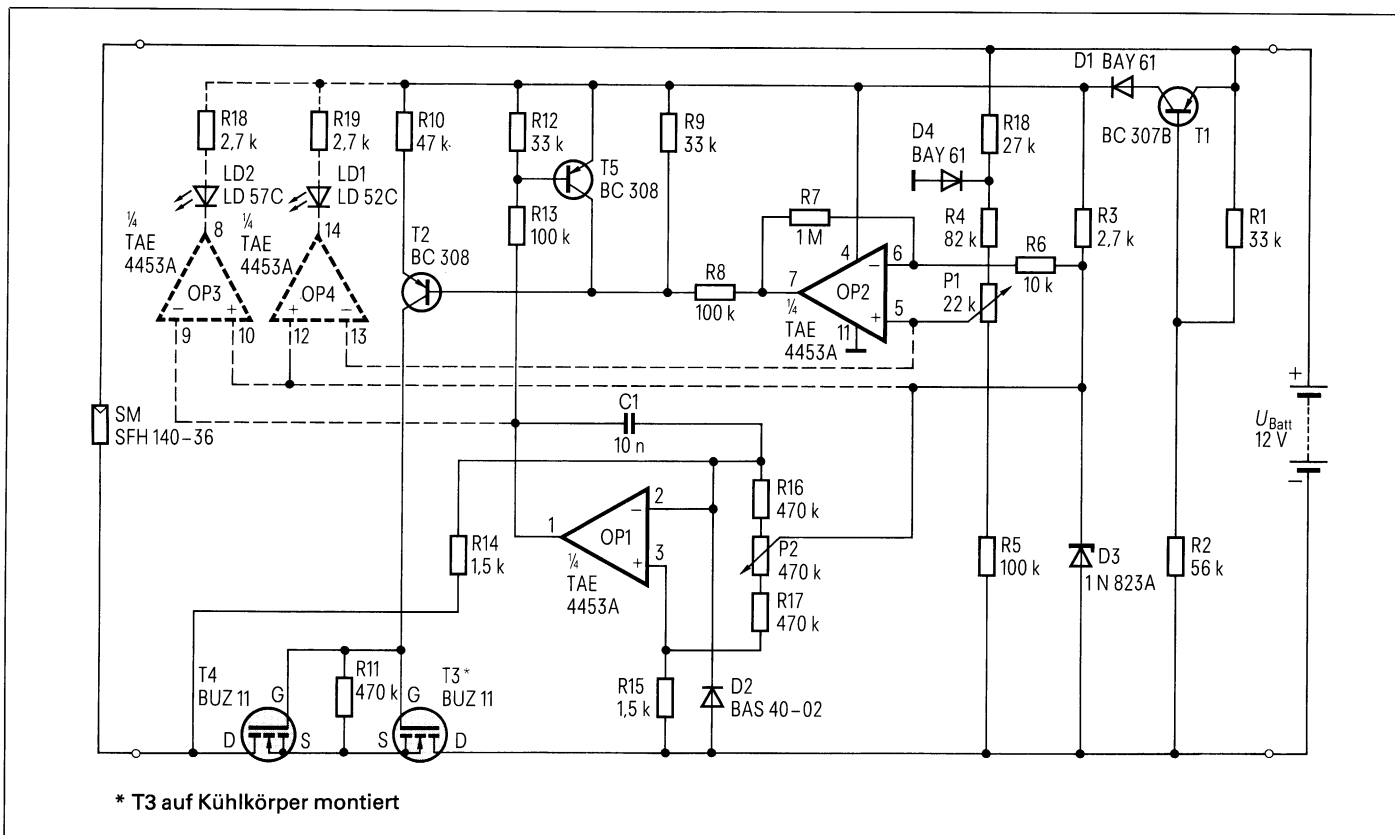 D1 BAY 61
R18
2,7 k
R19
2,7 k
R10
47 k
R12
33 k
T5
BC 308
R9
33 k
D4
BAY 61
R18
27 k
BC 307B
T1
LD2
LD 57C
LD1
LD 52C
R13
100 k
R7
1 M
R4
82 k
R3
2,7 k
R1
33 k
¼
TAE
4453A
8
¼
TAE
4453A
14
T2
BC 308
4
6
R6
10 k
OP3
OP4
R8
100 k
7
OP2
P1
22 k
− +
+ −
9
10
12
13
¼
TAE
4453A
11
−
+
5
C1
10 n
SM
SFH 140–36
+
U Batt
12 V
−
R16
470 k
2
1
OP1
−
+
3
R14
1,5 k
P2
470 k
R5
100 k
D3
1 N 823A
R2
56 k
¼
TAE
4453A
R17
470 k
T4
BUZ 11
G
R11
470 k
T3*
BUZ 11
G
R15
1,5 k
D2
BAS 40–02
D
S
S
D
* T3 auf Kühlkörper montiert